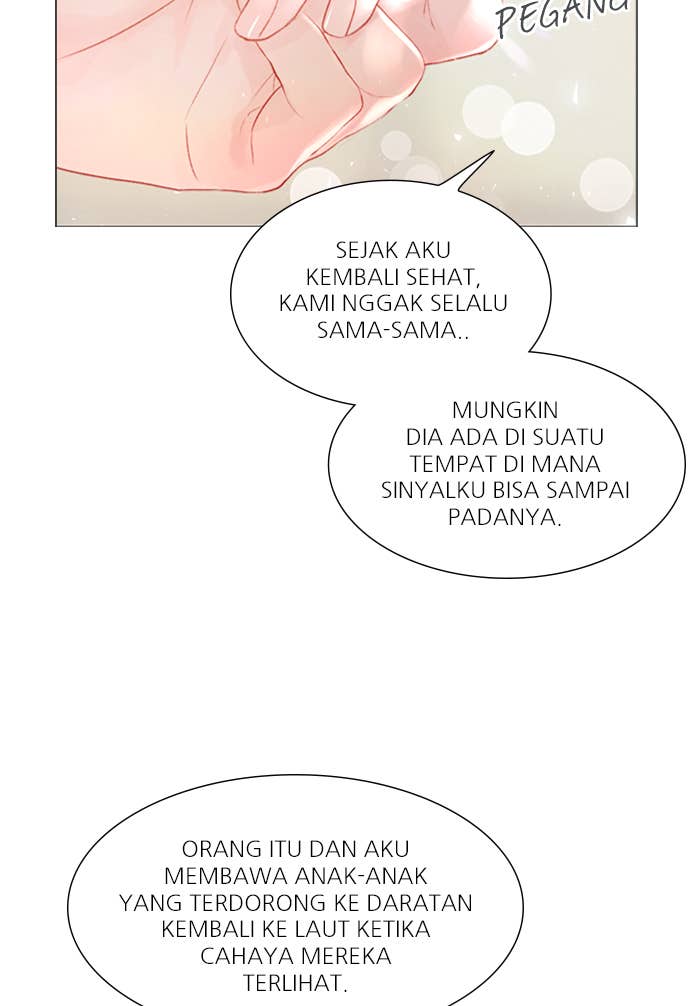 PEGANG
SEJAK AKU
KEMBALI SEHAT,
KAMI NGGAK SELALU
SAMA-SAMA..
MUNGKIN
DIA ADA DI SUATU
TEMPAT DI MANA
SINYALKU BISA SAMPAI
PADANYA.
ORANG ITU DAN AKU
MEMBAWA ANAK-ANAK
YANG TERDORONG KE DARATAN
KEMBALI KE LAUT KETIKA
CAHAYA MEREKA
TERLIHAT.